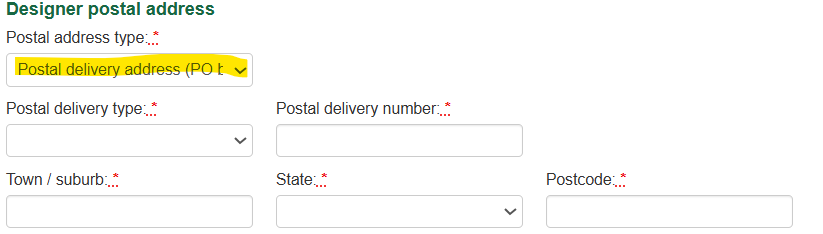 Designer postal address
Postal address type: *
Postal delivery address (PO b
Postal delivery type: * Postal delivery number: *
Town / suburb: * State: * Postcode: *